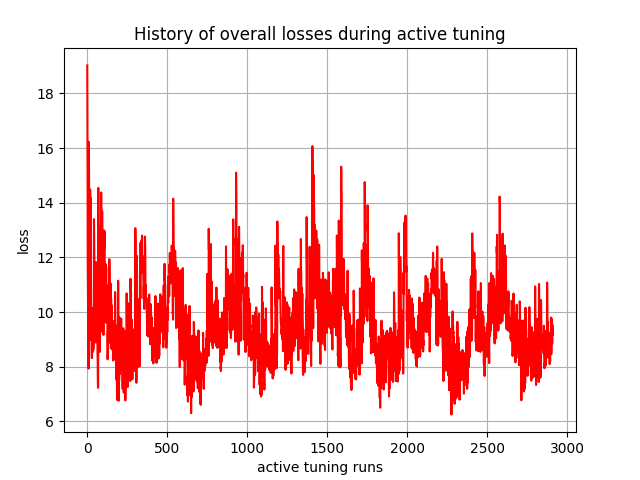 History of overall losses during active tuning
18
16
14
12
10
8
6
loss
0 500 1000 1500 2000 2500 3000
active tuning runs